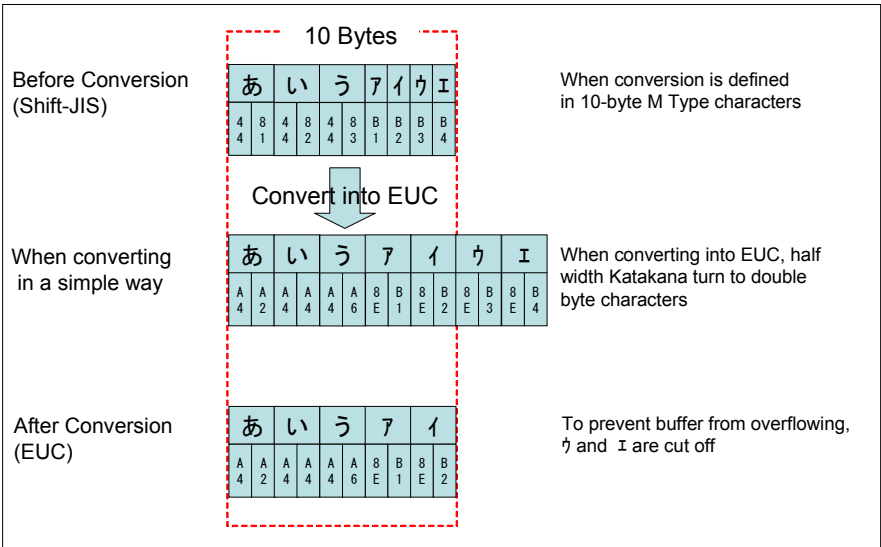 10 Bytes
Before Conversion
(Shift-JIS)
あ い う ｱ ｲ ｳ ｴ
44 81 44 82 44 83 B1 B2 B3 B4
When conversion is defined
in 10-byte M Type characters
Convert into EUC
When converting
in a simple way
あ い う ｱ ｲ ｳ ｴ
A4 A2 A4 A4 A4 A6 8E B1 8E B2 8E B3 8E B4
When converting into EUC, half
width Katakana turn to double
byte characters
After Conversion
(EUC)
あ い う ｱ ｲ
A4 A2 A4 A4 A4 A6 8E B1 8E B2
To prevent buffer from overflowing,
ｳ and ｴ are cut off